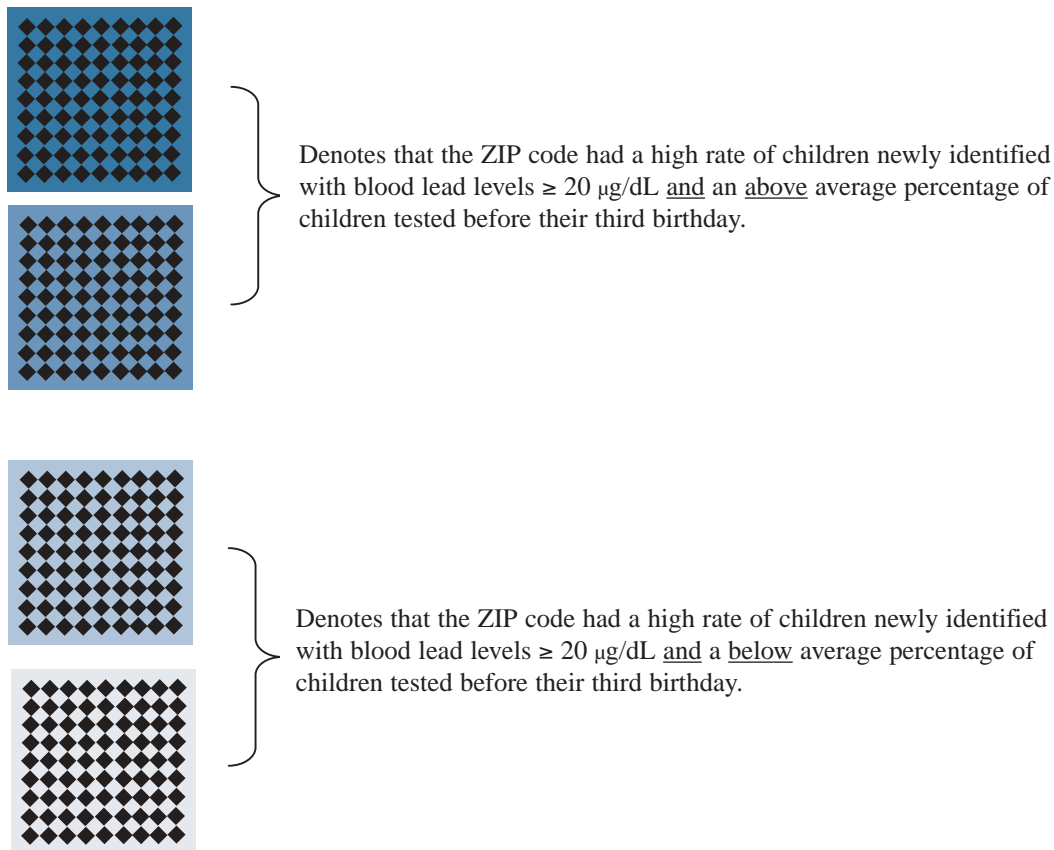 Denotes that the ZIP code had a high rate of children newly identified
with blood lead levels ≥ 20 µg/dL and an above average percentage of
children tested before their third birthday.
Denotes that the ZIP code had a high rate of children newly identified
with blood lead levels ≥ 20 µg/dL and a below average percentage of
children tested before their third birthday.